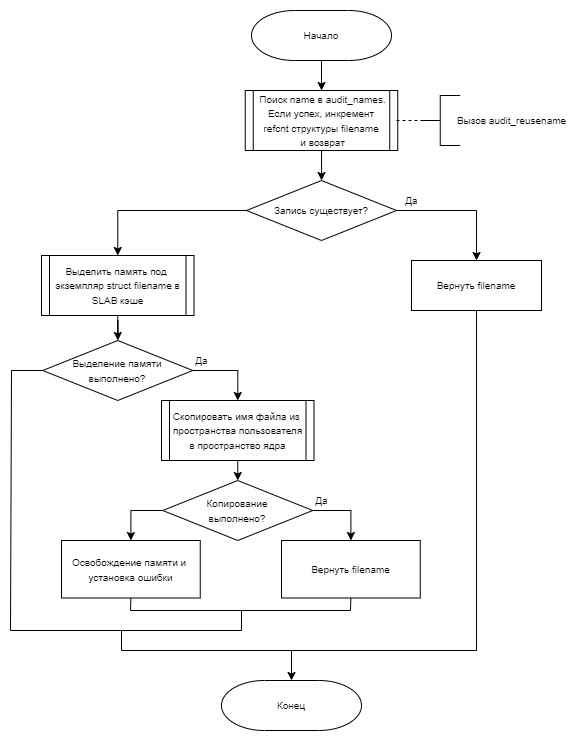 Начало
Поиск name в audit_names.
Если успех, инкремент
refcnt структуры filename
и возврат
Вызов audit_reusename
Запись существует?
Да
Выделить память под
экземпляр struct filename в
SLAB кэше
Вернуть filename
Выделение памяти
выполнено?
Да
Скопировать имя файла из
пространства пользователя
в пространство ядра
Копирование
выполнено?
Да
Освобождение памяти и
установка ошибки
Вернуть filename
Конец